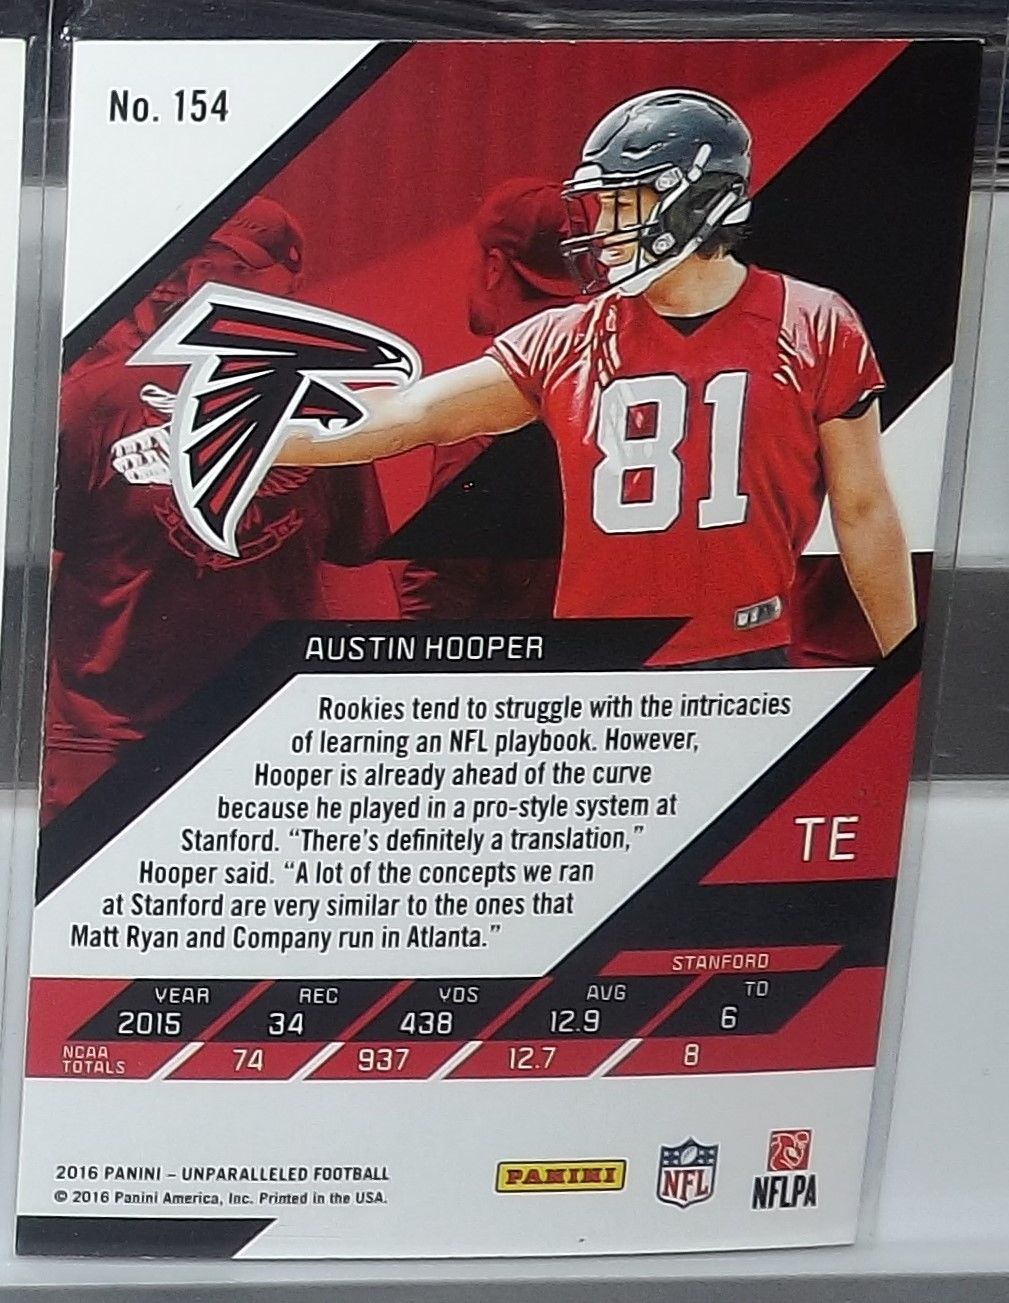 No. 154
81
AUSTIN HOOPER
Rookies tend to struggle with the intricacies
of learning an NFL playbook. However,
Hooper is already ahead of the curve
because he played in a pro-style system at
Stanford. “There's definitely a translation,”
Hooper said. “A lot of the concepts we ran
at Stanford are very similar to the ones that
Matt Ryan and Company run in Atlanta.”
TE
STANFORD
YEAR REC YDS AVG TD
2015 34 438 12.9 6
NCAA TOTALS 74 937 12.7 8
2016 PANINI – UNPARALLELED FOOTBALL
© 2016 Panini America, Inc. Printed in the USA.
PANINI
NFL
NFLPA